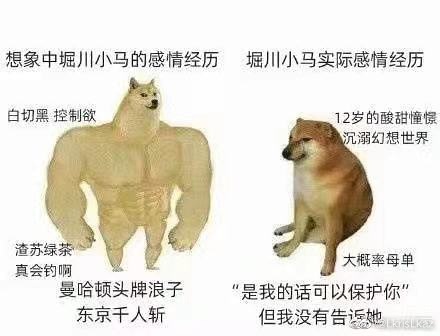 想象中堀川小马的感情经历
堀川小马实际感情经历
白切黑 控制欲
12岁的酸甜憧憬
沉溺幻想世界
渣苏绿茶
真会钓啊
大概率母单
曼哈顿头牌浪子
东京千人斩
“是我的话可以保护你”
但我没有告诉她